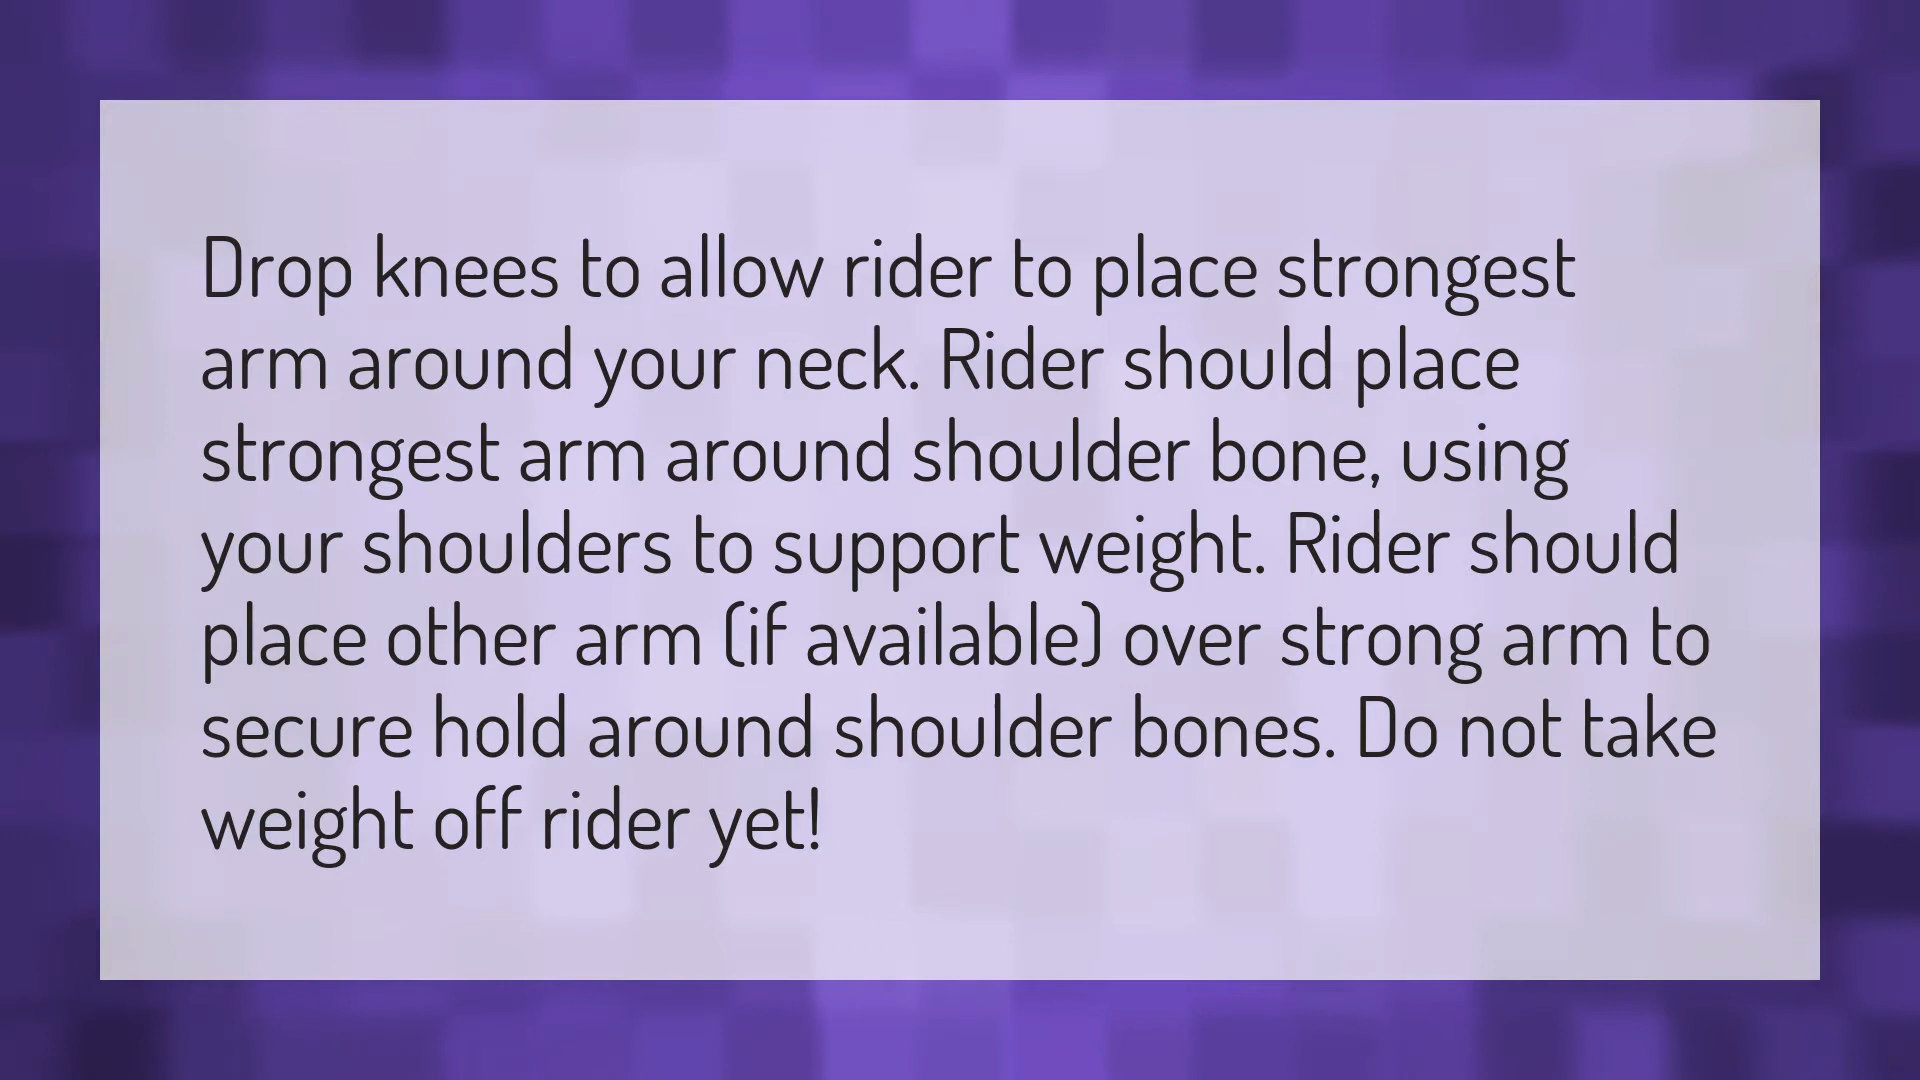 Drop knees to allow rider to place strongest
arm around your neck. Rider should place
strongest arm around shoulder bone, using
your shoulders to support weight. Rider should
place other arm (if available) over strong arm to
secure hold around shoulder bones. Do not take
weight off rider yet!